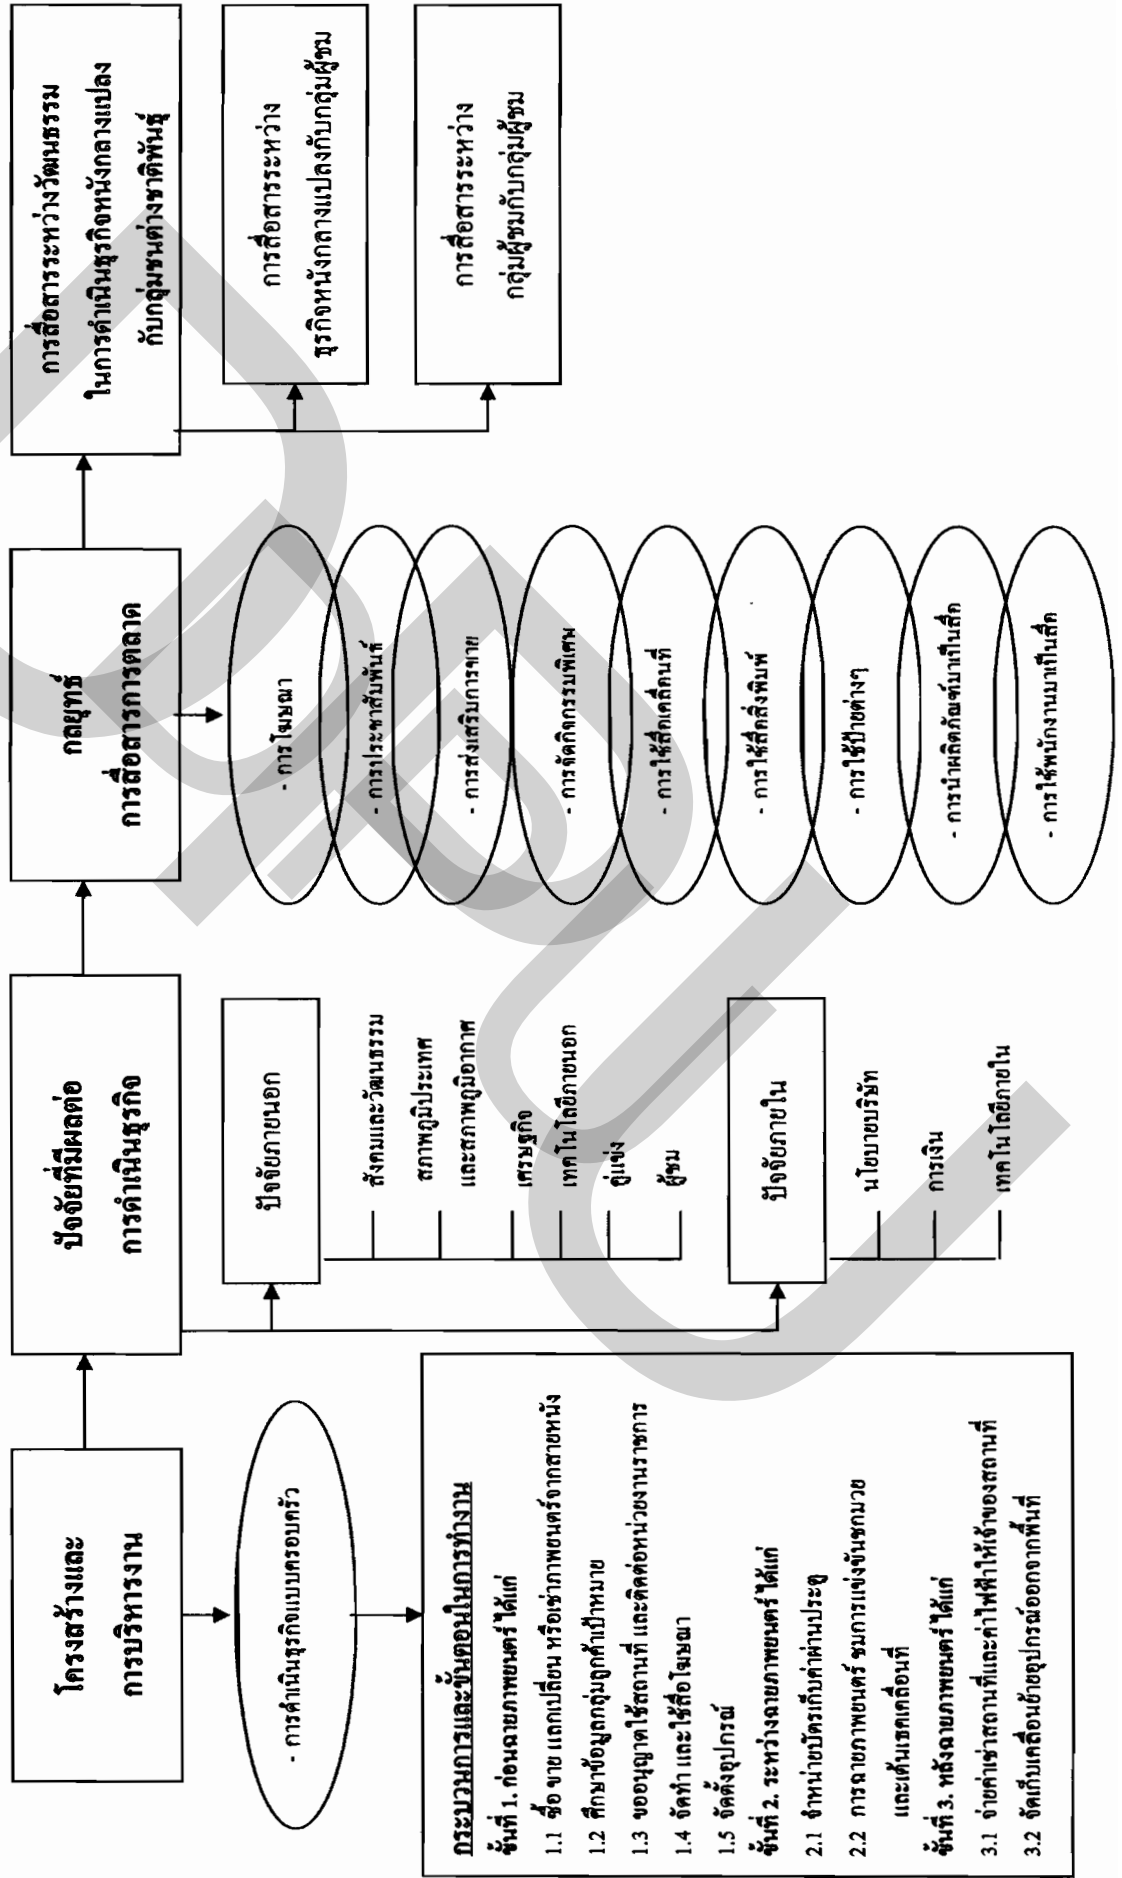 โครงสร้างและ
การบริหารงาน
- การดำเนินธุรกิจแบบครอบครัว
กระบวนการและขั้นตอนในการทำงาน
ขั้นที่ 1. ก่อนฉายภาพยนตร์ ได้แก่
1.1 ซื้อ ขาย แลกเปลี่ยน หรือเช่าภาพยนตร์จากสายหนัง
1.2 ศึกษาข้อมูลกลุ่มลูกค้าเป้าหมาย
1.3 ขออนุญาตใช้สถานที่ และติดต่อหน่วยงานราชการ
1.4 จัดทำ และใช้สื่อโฆษณา
1.5 จัดตั้งอุปกรณ์
ขั้นที่ 2. ระหว่างฉายภาพยนตร์ ได้แก่
2.1 จำหน่ายบัตรเก็บค่าผ่านประตู
2.2 การฉายภาพยนตร์ ชมการแข่งขันชกมวย
และเต้นเธคเคลื่อนที่
ขั้นที่ 3. หลังฉายภาพยนตร์ ได้แก่
3.1 จ่ายค่าเช่าสถานที่และค่าไฟฟ้าให้เจ้าของสถานที่
3.2 จัดเก็บเคลื่อนย้ายอุปกรณ์ออกจากพื้นที่
ปัจจัยที่มีผลต่อ
การดำเนินธุรกิจ
ปัจจัยภายนอก
สังคมและวัฒนธรรม
สภาพภูมิประเทศ
และสภาพภูมิอากาศ
เศรษฐกิจ
เทคโนโลยีภายนอก
คู่แข่ง
ผู้ชม
ปัจจัยภายใน
นโยบายบริษัท
การเงิน
เทคโนโลยีภายใน
กลยุทธ์
การสื่อสารการตลาด
- การโฆษณา
- การประชาสัมพันธ์
- การส่งเสริมการขาย
- การจัดกิจกรรมพิเศษ
- การใช้สื่อเคลื่อนที่
- การใช้สื่อสิ่งพิมพ์
- การใช้ป้ายต่างๆ
- การนำผลิตภัณฑ์มาเป็นสื่อ
- การใช้พนักงานมาเป็นสื่อ
การสื่อสารระหว่างวัฒนธรรม
ในการดำเนินธุรกิจหนังกลางแปลง
กับกลุ่มชนต่างชาติพันธุ์
การสื่อสารระหว่าง
ธุรกิจหนังกลางแปลงกับกลุ่มผู้ชม
การสื่อสารระหว่าง
กลุ่มผู้ชมกับกลุ่มผู้ชม
DPU